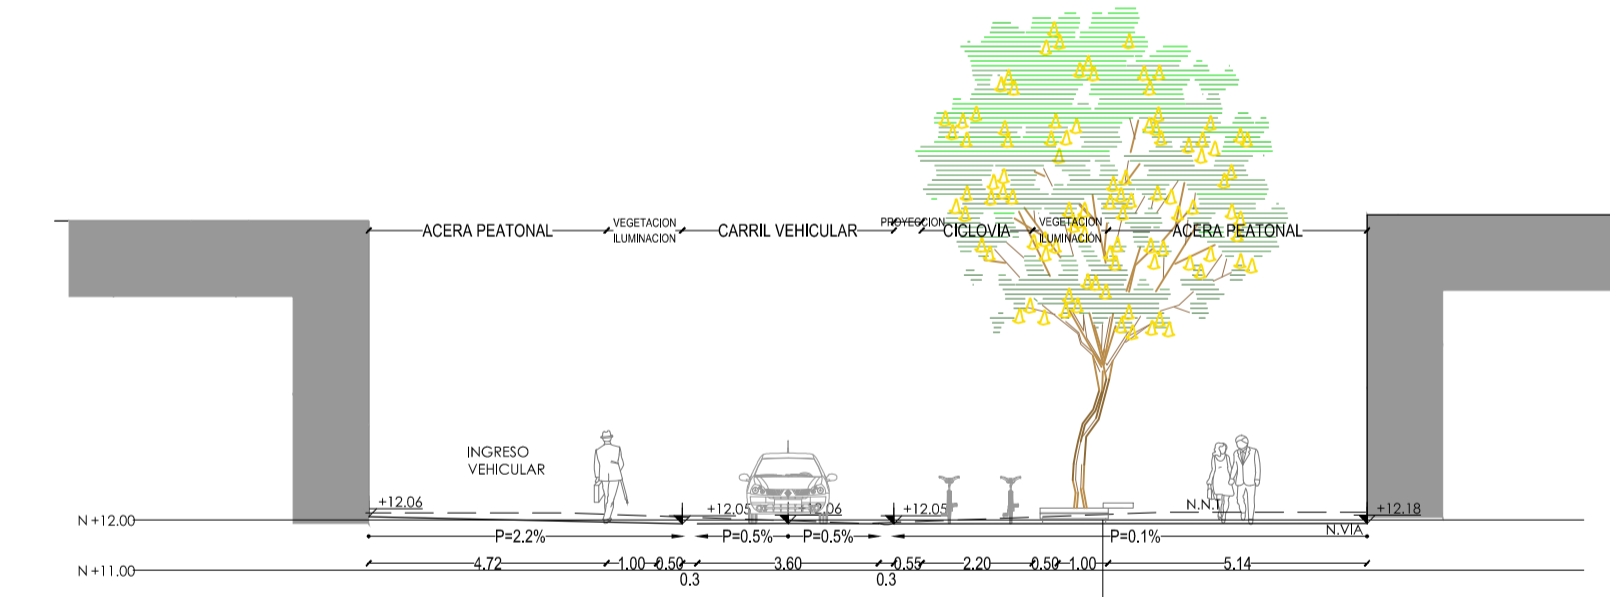 ACERA PEATONAL
VEGETACION
ILUMINACION
CARRIL VEHICULAR
PROYECCION
CICLOVIA
VEGETACION
ILUMINACION
ACERA PEATONAL
INGRESO
VEHICULAR
+12.06
+12.05
+12.05
N.N.T
+12.18
N +12.00
N.VIA
P=2.2%
P=0.5%
P=0.5%
P=0.1%
N +11.00
4.72
1.00
0.50
3.60
0.55
2.20
0.50
1.00
5.14
0.3
0.3